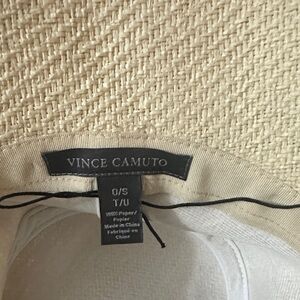 VINCE CAMUTO
O/S
T/U
100% Paper/
Papier
Made in China
Fabriqué en
Chine